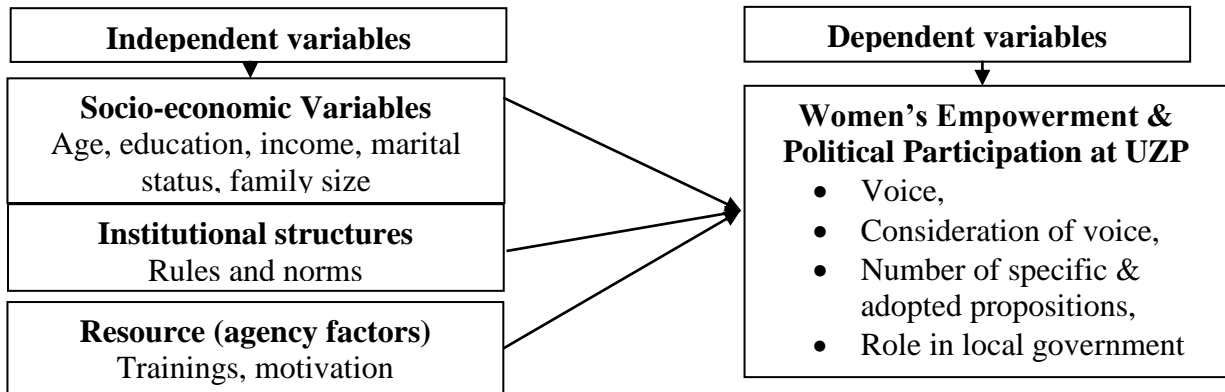 Independent variables
Socio-economic Variables
Age, education, income, marital
status, family size
Institutional structures
Rules and norms
Resource (agency factors)
Trainings, motivation
Dependent variables
Women’s Empowerment &
Political Participation at UZP
• Voice,
• Consideration of voice,
• Number of specific &
adopted propositions,
• Role in local government